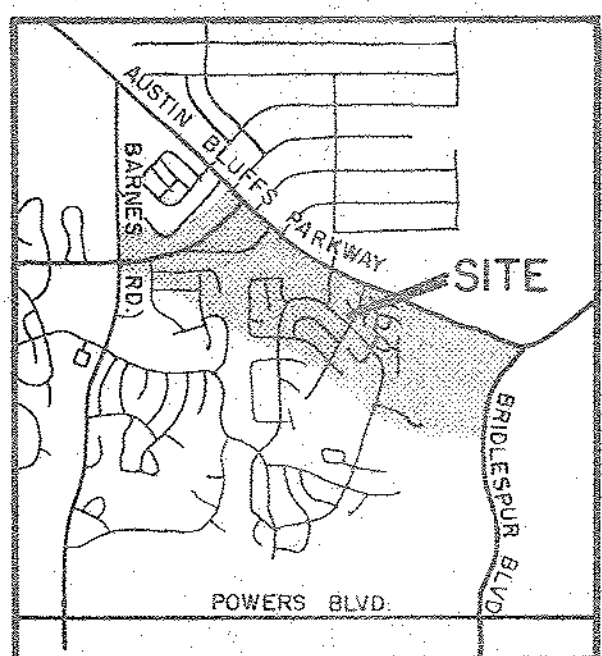 AUSTIN BLUFFS PARKWAY
BARNES RD.
SITE
BRIDLESPUR BLVD.
POWERS BLVD.